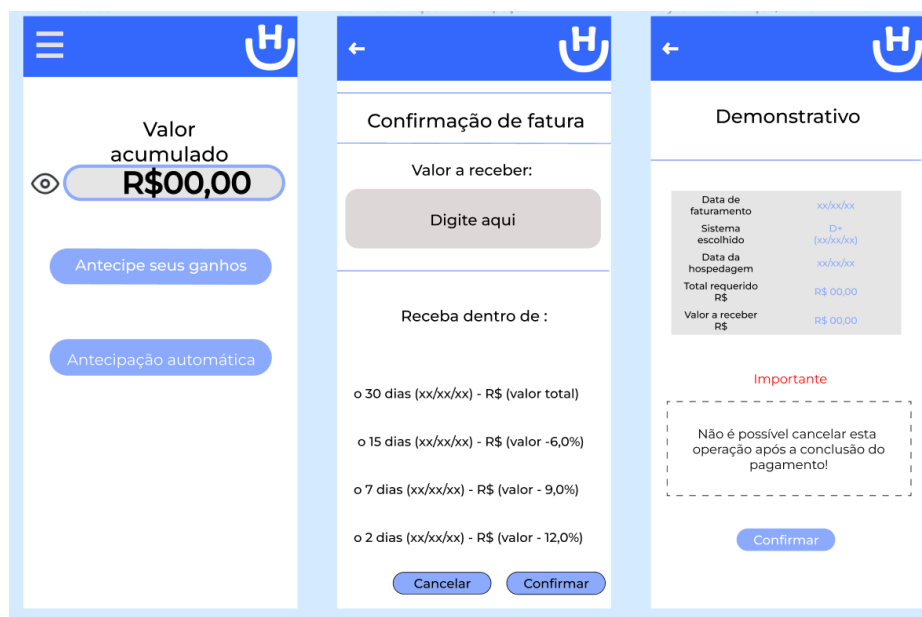 H
Valor
acumulado
R$00,00
Antecipe seus ganhos
Antecipação automática
H
Confirmação de fatura
Valor a receber:
Digite aqui
Receba dentro de :
o 30 dias (xx/xx/xx) - R$ (valor total)
o 15 dias (xx/xx/xx) - R$ (valor -6,0%)
o 7 dias (xx/xx/xx) - R$ (valor - 9,0%)
o 2 dias (xx/xx/xx) - R$ (valor - 12,0%)
Cancelar
Confirmar
H
Demonstrativo
Data de
faturamento
xx/xx/xx
Sistema
escolhido
D+
(xx/xx/xx)
Data da
hospedagem
xx/xx/xx
Total requerido
R$
R$ 00,00
Valor a receber
R$
R$ 00,00
Importante
Não é possível cancelar esta
operação após a conclusão do
pagamento!
Confirmar